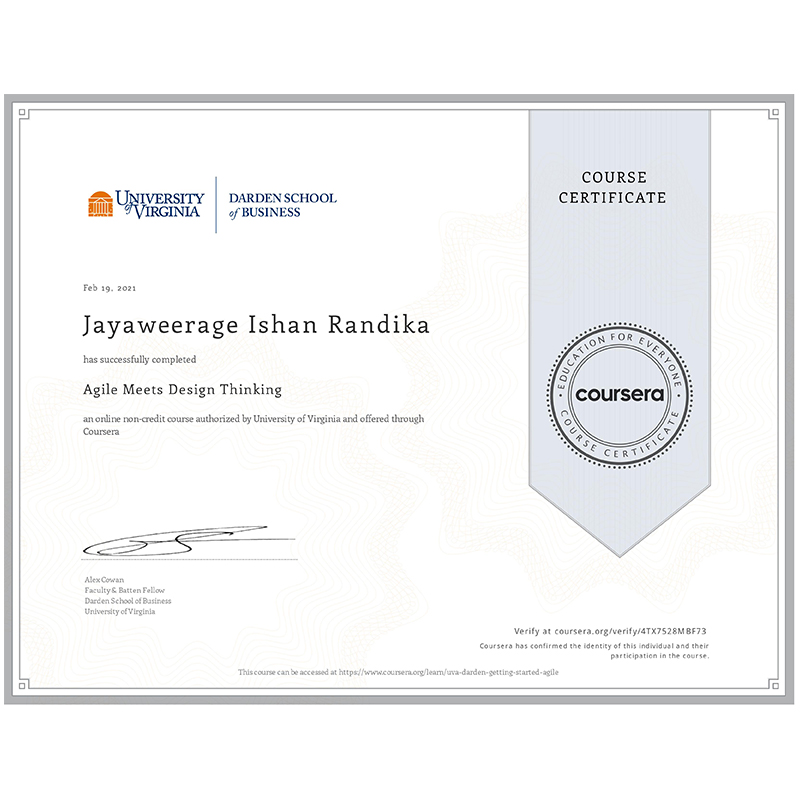 UNIVERSITY
of VIRGINIA
DARDEN SCHOOL
of BUSINESS
COURSE
CERTIFICATE
Feb 19, 2021
Jayaweerage Ishan Randika
has successfully completed
Agile Meets Design Thinking
an online non-credit course authorized by University of Virginia and offered through
Coursera
EDUCATION FOR EVERYONE
coursera
COURSE CERTIFICATE
Alex Cowan
Faculty & Batten Fellow
Darden School of Business
University of Virginia
Verify at coursera.org/verify/4TX7528MBF73
Coursera has confirmed the identity of this individual and their
participation in the course.
This course can be accessed at https://www.coursera.org/learn/uva-darden-getting-started-agile